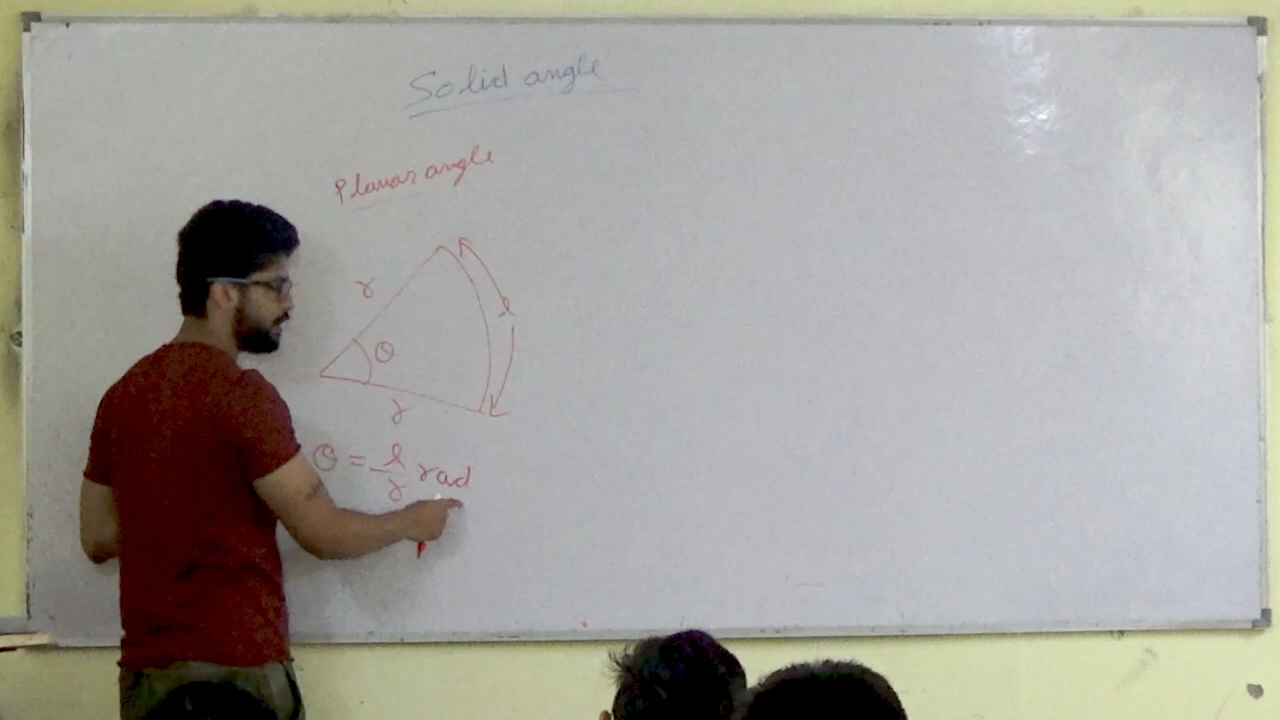 Solid angle
Planar angle
r
l
θ
r
θ = l/r rad